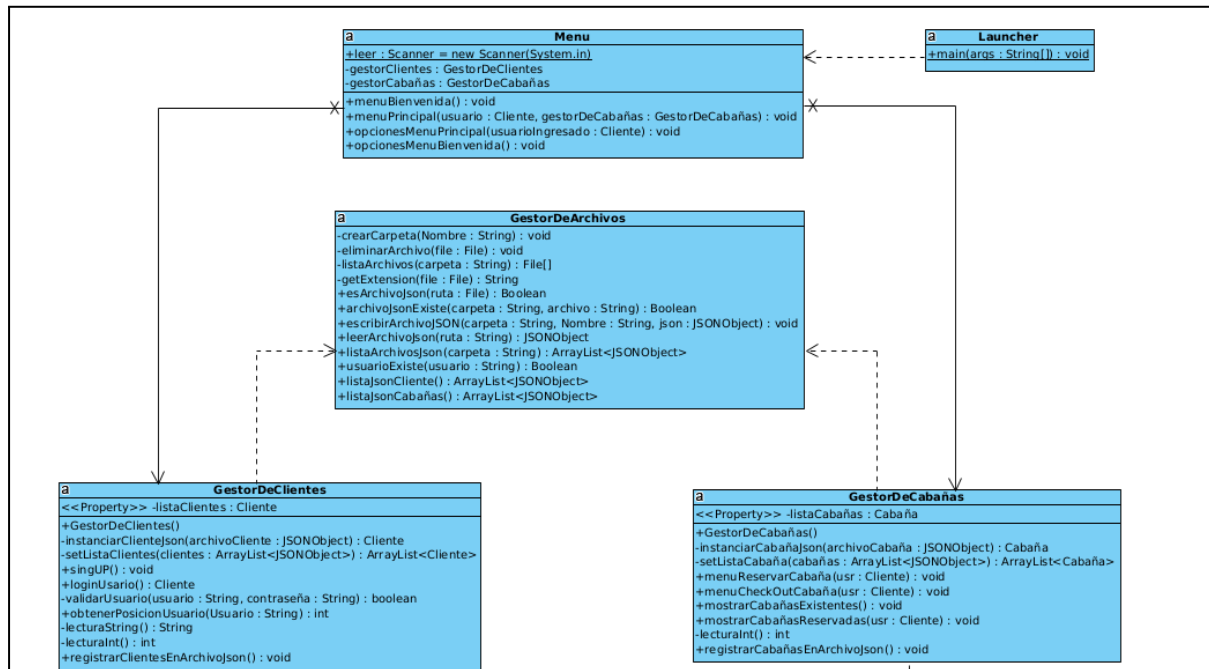 a Menu
+leer : Scanner = new Scanner(System.in)
-gestorClientes : GestorDeClientes
-gestorCabañas : GestorDeCabañas
+menuBienvenida() : void
+menuPrincipal(usuario : Cliente, gestorDeCabañas : GestorDeCabañas) : void
+opcionesMenuPrincipal(usuarioIngresado : Cliente) : void
+opcionesMenuBienvenida() : void
a Launcher
+main(args : String[]) : void
a GestorDeArchivos
-crearCarpeta(Nombre : String) : void
-eliminarArchivo(file : File) : void
-listaArchivos(carpeta : String) : File[]
-getExtension(file : File) : String
+esArchivoJson(ruta : File) : Boolean
+archivoJsonExiste(carpeta : String, archivo : String) : Boolean
+escribirArchivoJSON(carpeta : String, Nombre : String, json : JSONObject) : void
+leerArchivoJson(ruta : String) : JSONObject
+listaArchivosJson(carpeta : String) : ArrayList<JSONObject>
+usuarioExiste(usuario : String) : Boolean
+listaJsonCliente() : ArrayList<JSONObject>
+listaJsonCabañas() : ArrayList<JSONObject>
a GestorDeClientes
<<Property>> -listaClientes : Cliente
+GestorDeClientes()
-instanciarClienteJson(archivoCliente : JSONObject) : Cliente
-setListaClientes(clientes : ArrayList<JSONObject>) : ArrayList<Cliente>
+singUP() : void
+loginUsario() : Cliente
-validarUsuario(usuario : String, contraseña : String) : boolean
+obtenerPosicionUsuario(Usuario : String) : int
-lecturaString() : String
-lecturaInt() : int
+registrarClientesEnArchivoJson() : void
a GestorDeCabañas
<<Property>> -listaCabañas : Cabaña
+GestorDeCabañas()
-instanciarCabañaJson(archivoCabaña : JSONObject) : Cabaña
-setListaCabaña(cabañas : ArrayList<JSONObject>) : ArrayList<Cabaña>
+menuReservarCabaña(usr : Cliente) : void
+menuCheckOutCabaña(usr : Cliente) : void
+mostrarCabañasExistentes() : void
+mostrarCabañasReservadas(usr : Cliente) : void
-lecturaInt() : int
+registrarCabañasEnArchivoJson() : void